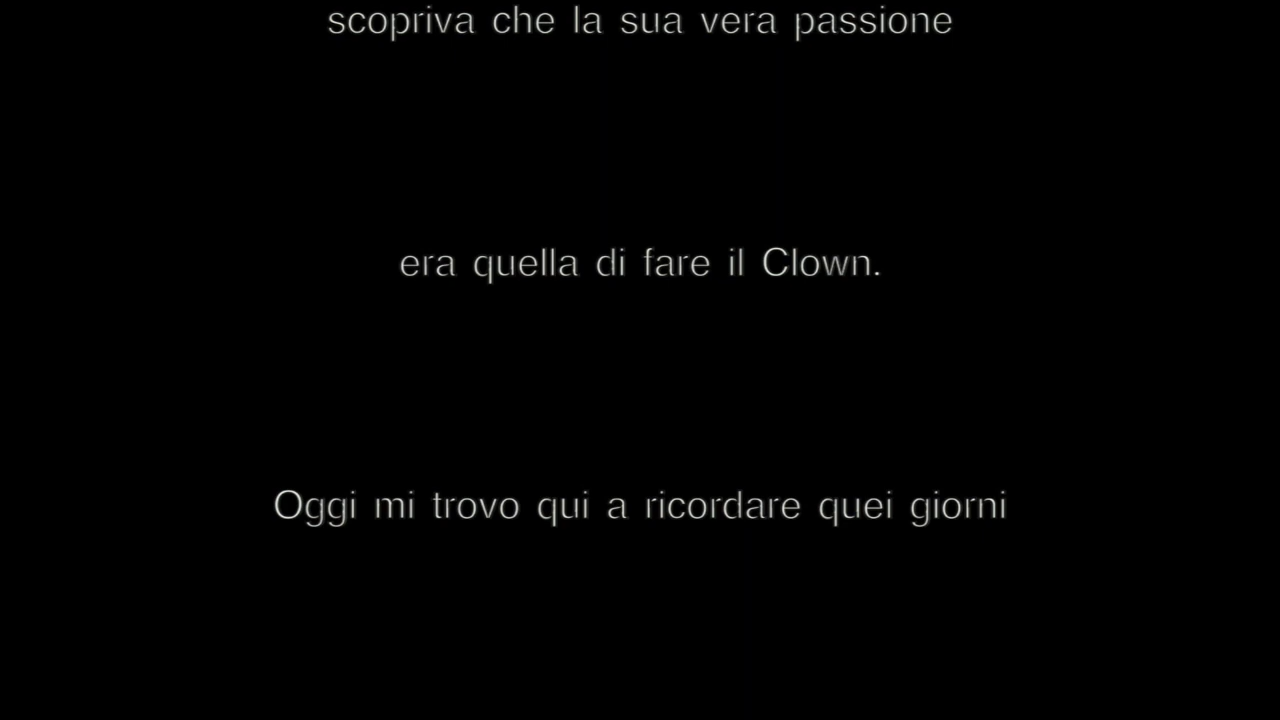 scopriva che la sua vera passione
era quella di fare il Clown.
Oggi mi trovo qui a ricordare quei giorni